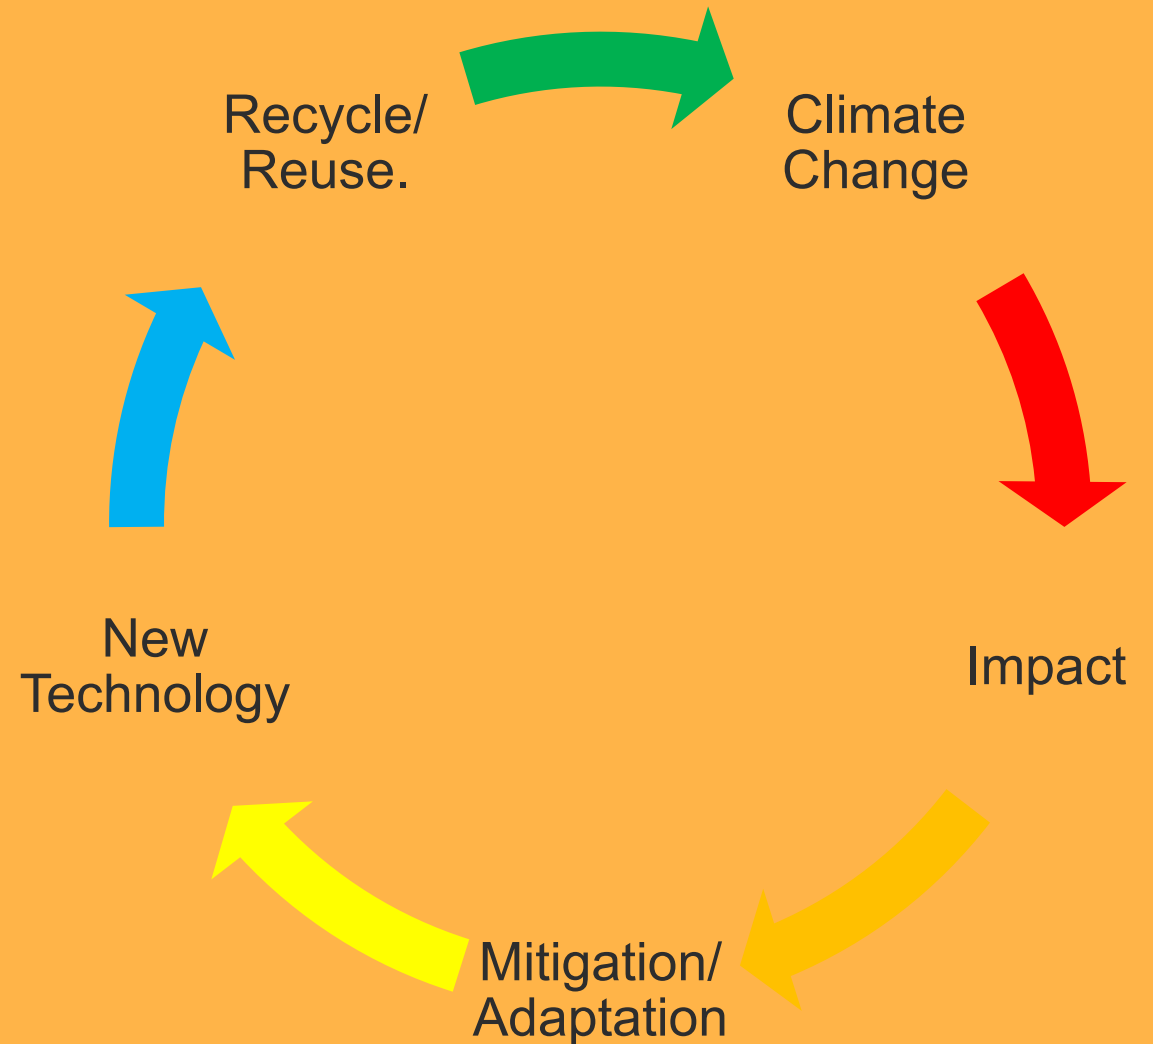 Recycle/
Reuse.
Climate
Change
Impact
Mitigation/
Adaptation
New
Technology